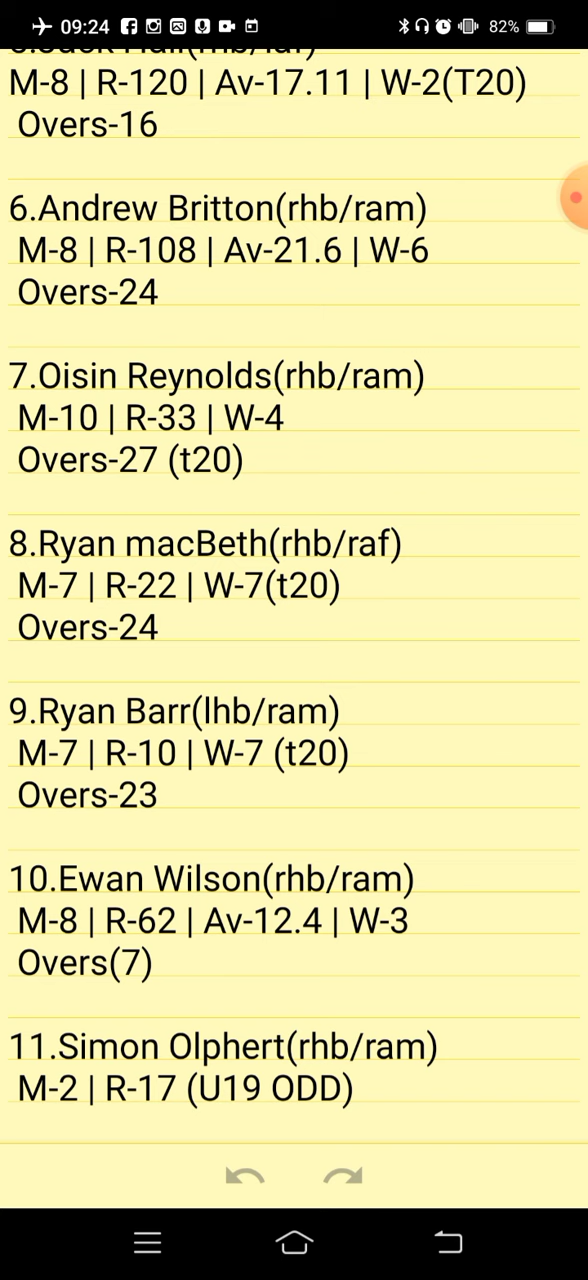 09:24
82%
M-8 | R-120 | Av-17.11 | W-2(T20)
Overs-16
6.Andrew Britton(rhb/ram)
M-8 | R-108 | Av-21.6 | W-6
Overs-24
7.Oisin Reynolds(rhb/ram)
M-10 | R-33 | W-4
Overs-27 (t20)
8.Ryan macBeth(rhb/raf)
M-7 | R-22 | W-7(t20)
Overs-24
9.Ryan Barr(lhb/ram)
M-7 | R-10 | W-7 (t20)
Overs-23
10.Ewan Wilson(rhb/ram)
M-8 | R-62 | Av-12.4 | W-3
Overs(7)
11.Simon Olphert(rhb/ram)
M-2 | R-17 (U19 ODD)